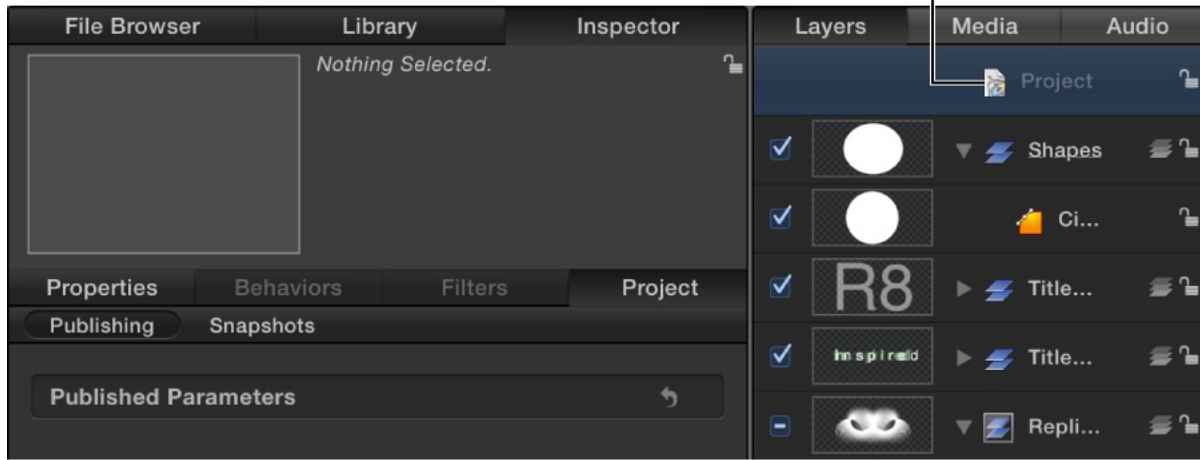 File Browser Library Inspector
Nothing Selected.
Properties Behaviors Filters Project
Publishing Snapshots
Published Parameters
Layers Media Audio
Project
Shapes
Ci...
R8 Title...
Title...
Repli...